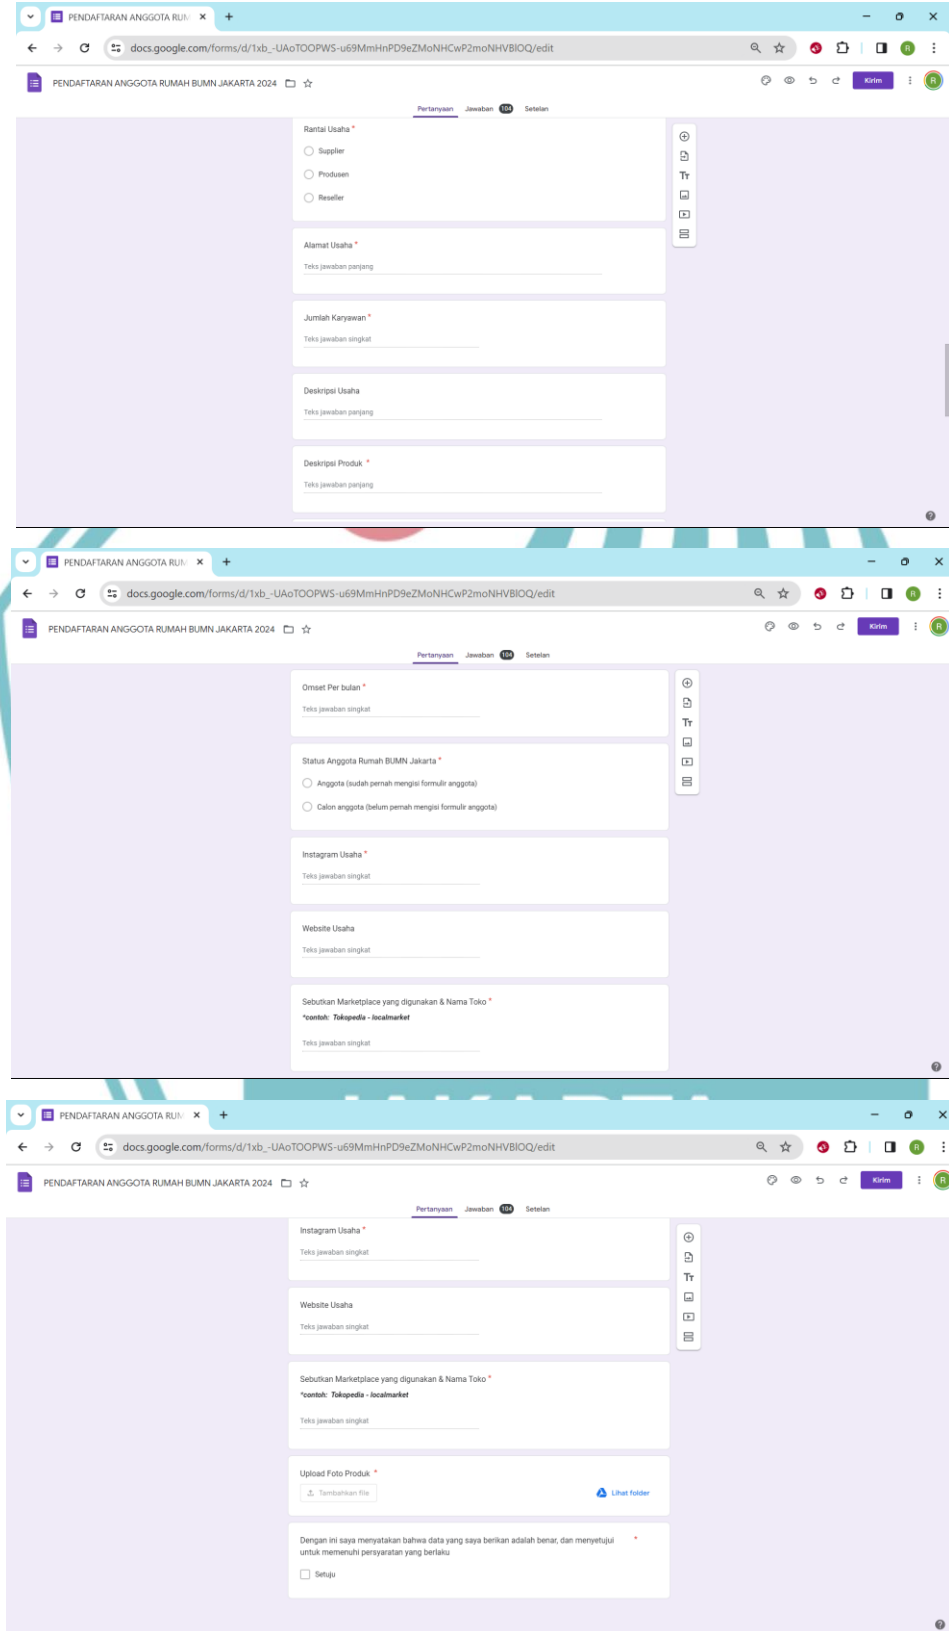 PENDAFTARAN ANGGOTA RUM
docs.google.com/forms/d/1xb_-UAoTOOPWS-u69MmHnPD9eZMoNHCwP2moNHVBIOQ/edit
R
PENDAFTARAN ANGGOTA RUMAH BUMN JAKARTA 2024
Kirim
R
Pertanyaan Jawaban 104 Setelan
Rantai Usaha *
Supplier
Produsen
Reseller
Alamat Usaha *
Teks jawaban panjang
Jumlah Karyawan *
Teks jawaban singkat
Deskripsi Usaha
Teks jawaban panjang
Deskripsi Produk *
Teks jawaban panjang
PENDAFTARAN ANGGOTA RUM
docs.google.com/forms/d/1xb_-UAoTOOPWS-u69MmHnPD9eZMoNHCwP2moNHVBIOQ/edit
R
PENDAFTARAN ANGGOTA RUMAH BUMN JAKARTA 2024
Kirim
R
Pertanyaan Jawaban 104 Setelan
Omset Per bulan *
Teks jawaban singkat
Status Anggota Rumah BUMN Jakarta *
Anggota (sudah pernah mengisi formulir anggota)
Calon anggota (belum pernah mengisi formulir anggota)
Instagram Usaha *
Teks jawaban singkat
Website Usaha
Teks jawaban singkat
Sebutkan Marketplace yang digunakan & Nama Toko *
*contoh: Tokopedia - localmarket
Teks jawaban singkat
JAKARTA
PENDAFTARAN ANGGOTA RUM
docs.google.com/forms/d/1xb_-UAoTOOPWS-u69MmHnPD9eZMoNHCwP2moNHVBIOQ/edit
R
PENDAFTARAN ANGGOTA RUMAH BUMN JAKARTA 2024
Kirim
R
Pertanyaan Jawaban 104 Setelan
Instagram Usaha *
Teks jawaban singkat
Website Usaha
Teks jawaban singkat
Sebutkan Marketplace yang digunakan & Nama Toko *
*contoh: Tokopedia - localmarket
Teks jawaban singkat
Upload Foto Produk *
Tambahkan file
Lihat folder
Dengan ini saya menyatakan bahwa data yang saya berikan adalah benar, dan menyetujui *
untuk memenuhi persyaratan yang berlaku
Setuju